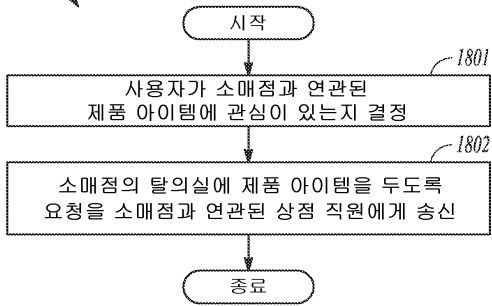 시작
1801
사용자가 소매점과 연관된
제품 아이템에 관심이 있는지 결정
1802
소매점의 탈의실에 제품 아이템을 두도록
요청을 소매점과 연관된 상점 직원에게 송신
종료